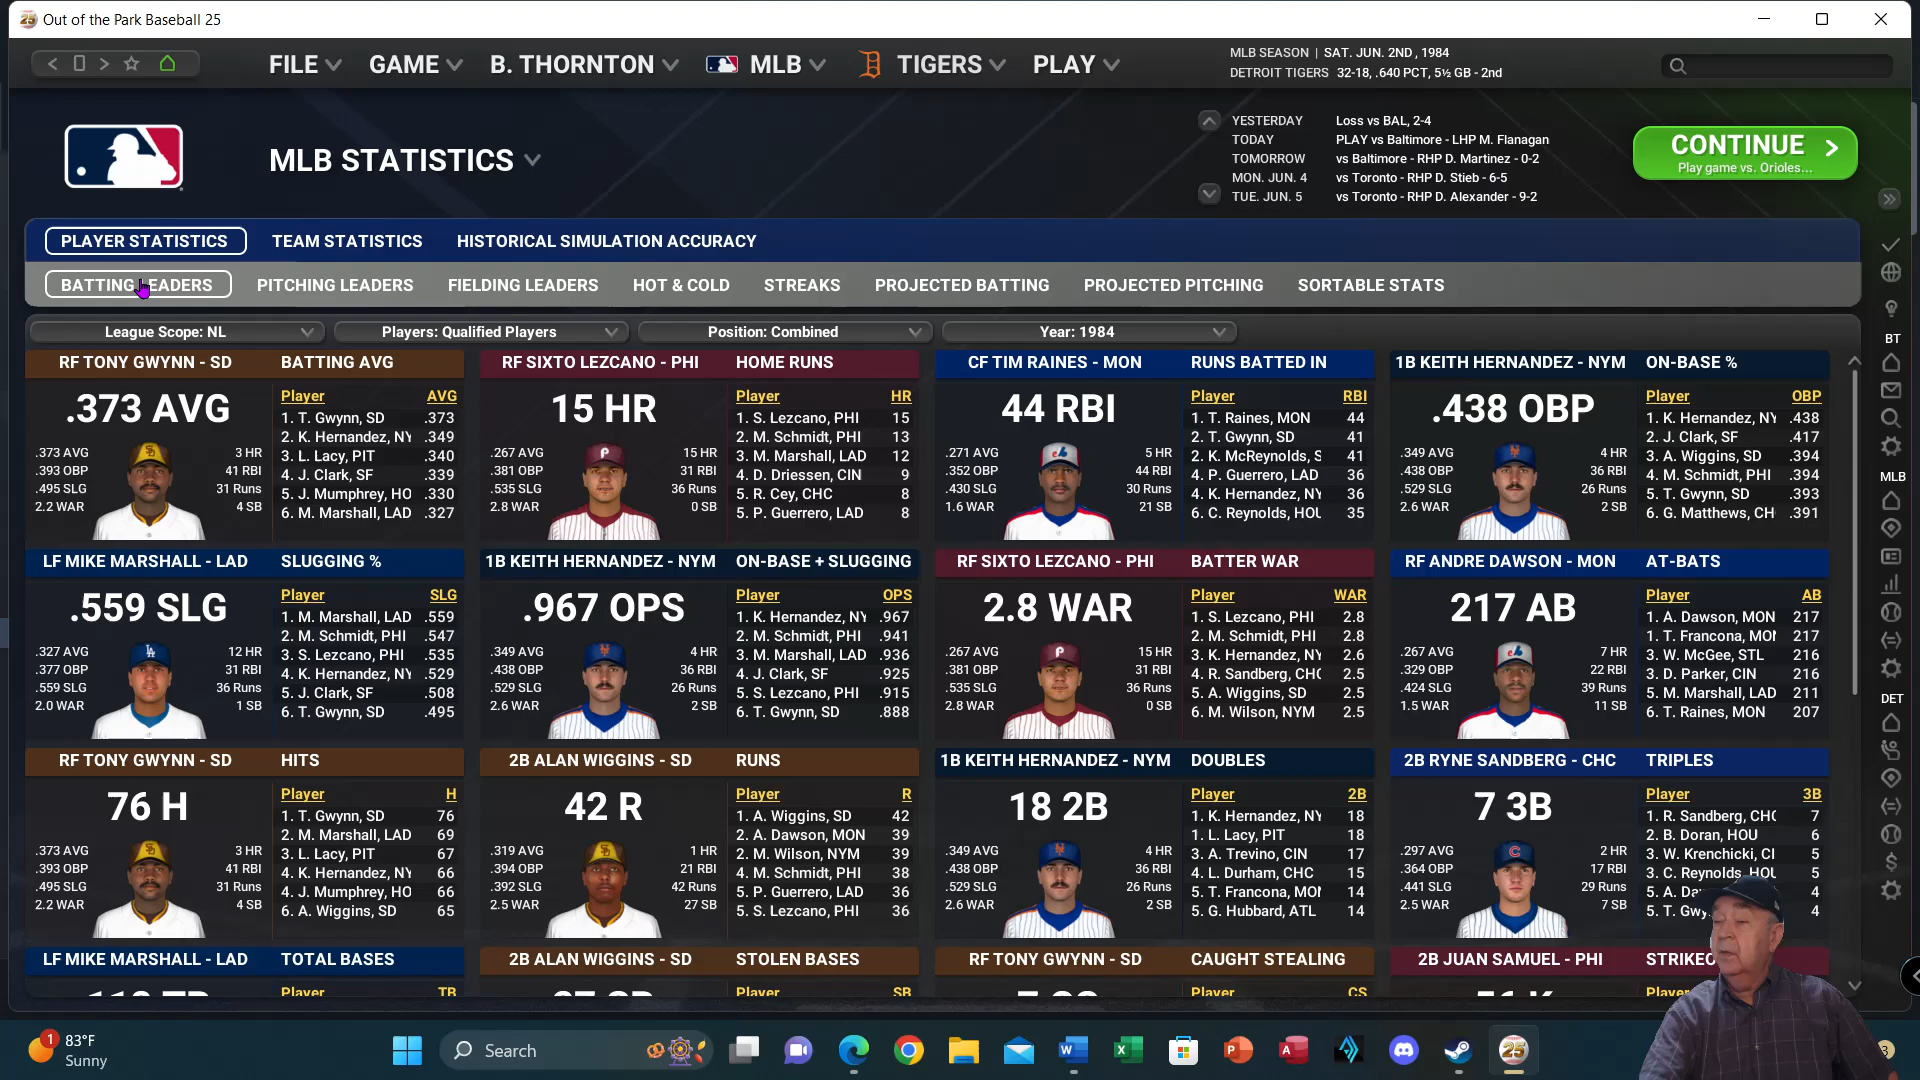 Out of the Park Baseball 25
FILE GAME B. THORNTON MLB TIGERS PLAY
MLB SEASON | SAT. JUN. 2ND , 1984
DETROIT TIGERS 32-18, .640 PCT, 5½ GB - 2nd
MLB STATISTICS
YESTERDAY Loss vs BAL, 2-4
TODAY PLAY vs Baltimore - LHP M. Flanagan
TOMORROW vs Baltimore - RHP D. Martinez - 0-2
MON. JUN. 4 vs Toronto - RHP D. Stieb - 6-5
TUE. JUN. 5 vs Toronto - RHP D. Alexander - 9-2
CONTINUE
Play game vs. Orioles...
PLAYER STATISTICS TEAM STATISTICS HISTORICAL SIMULATION ACCURACY
BATTING LEADERS PITCHING LEADERS FIELDING LEADERS HOT & COLD STREAKS PROJECTED BATTING PROJECTED PITCHING SORTABLE STATS
League Scope: NL Players: Qualified Players Position: Combined Year: 1984
RF TONY GWYNN - SD BATTING AVG
.373 AVG
.373 AVG 3 HR
.393 OBP 41 RBI
.495 SLG 31 Runs
2.2 WAR 4 SB
Player AVG
1. T. Gwynn, SD .373
2. K. Hernandez, NY .349
3. L. Lacy, PIT .340
4. J. Clark, SF .339
5. J. Mumphrey, HO .330
6. M. Marshall, LAD .327
RF SIXTO LEZCANO - PHI HOME RUNS
15 HR
.267 AVG 15 HR
.381 OBP 31 RBI
.535 SLG 36 Runs
2.8 WAR 0 SB
Player HR
1. S. Lezcano, PHI 15
2. M. Schmidt, PHI 13
3. M. Marshall, LAD 12
4. D. Driessen, CIN 9
5. R. Cey, CHC 8
5. P. Guerrero, LAD 8
CF TIM RAINES - MON RUNS BATTED IN
44 RBI
.271 AVG 5 HR
.352 OBP 44 RBI
.430 SLG 30 Runs
1.6 WAR 21 SB
Player RBI
1. T. Raines, MON 44
2. T. Gwynn, SD 41
2. K. McReynolds, S 41
4. P. Guerrero, LAD 36
4. K. Hernandez, NY 36
6. C. Reynolds, HOU 35
1B KEITH HERNANDEZ - NYM ON-BASE %
.438 OBP
.349 AVG 4 HR
.438 OBP 36 RBI
.529 SLG 26 Runs
2.6 WAR 2 SB
Player OBP
1. K. Hernandez, NY .438
2. J. Clark, SF .417
3. A. Wiggins, SD .394
4. M. Schmidt, PHI .394
5. T. Gwynn, SD .393
6. G. Matthews, CH .391
LF MIKE MARSHALL - LAD SLUGGING %
.559 SLG
.327 AVG 12 HR
.377 OBP 31 RBI
.559 SLG 36 Runs
2.0 WAR 1 SB
Player SLG
1. M. Marshall, LAD .559
2. M. Schmidt, PHI .547
3. S. Lezcano, PHI .535
4. K. Hernandez, NY .529
5. J. Clark, SF .508
6. T. Gwynn, SD .495
1B KEITH HERNANDEZ - NYM ON-BASE + SLUGGING
.967 OPS
.349 AVG 4 HR
.438 OBP 36 RBI
.529 SLG 26 Runs
2.6 WAR 2 SB
Player OPS
1. K. Hernandez, NY .967
2. M. Schmidt, PHI .941
3. M. Marshall, LAD .936
4. J. Clark, SF .925
5. S. Lezcano, PHI .915
6. T. Gwynn, SD .888
RF SIXTO LEZCANO - PHI BATTER WAR
2.8 WAR
.267 AVG 15 HR
.381 OBP 31 RBI
.535 SLG 36 Runs
2.8 WAR 0 SB
Player WAR
1. S. Lezcano, PHI 2.8
2. M. Schmidt, PHI 2.8
3. K. Hernandez, NY 2.6
4. R. Sandberg, CHC 2.5
5. A. Wiggins, SD 2.5
6. M. Wilson, NYM 2.5
RF ANDRE DAWSON - MON AT-BATS
217 AB
.267 AVG 7 HR
.329 OBP 22 RBI
.424 SLG 39 Runs
1.5 WAR 11 SB
Player AB
1. A. Dawson, MON 217
1. T. Francona, MON 217
3. W. McGee, STL 216
3. D. Parker, CIN 216
5. M. Marshall, LAD 211
6. T. Raines, MON 207
RF TONY GWYNN - SD HITS
76 H
.373 AVG 3 HR
.393 OBP 41 RBI
.495 SLG 31 Runs
2.2 WAR 4 SB
Player H
1. T. Gwynn, SD 76
2. M. Marshall, LAD 69
3. L. Lacy, PIT 67
4. K. Hernandez, NY 66
4. J. Mumphrey, HO 66
6. A. Wiggins, SD 65
2B ALAN WIGGINS - SD RUNS
42 R
.319 AVG 1 HR
.394 OBP 21 RBI
.392 SLG 42 Runs
2.5 WAR 27 SB
Player R
1. A. Wiggins, SD 42
2. A. Dawson, MON 39
2. M. Wilson, NYM 39
4. M. Schmidt, PHI 38
5. P. Guerrero, LAD 36
5. S. Lezcano, PHI 36
1B KEITH HERNANDEZ - NYM DOUBLES
18 2B
.349 AVG 4 HR
.438 OBP 36 RBI
.529 SLG 26 Runs
2.6 WAR 2 SB
Player 2B
1. K. Hernandez, NY 18
1. L. Lacy, PIT 18
3. A. Trevino, CIN 17
4. L. Durham, CHC 15
5. T. Francona, MON 14
5. G. Hubbard, ATL 14
2B RYNE SANDBERG - CHC TRIPLES
7 3B
.297 AVG 2 HR
.364 OBP 17 RBI
.441 SLG 29 Runs
2.5 WAR 7 SB
Player 3B
1. R. Sandberg, CHC 7
2. B. Doran, HOU 6
3. W. Krenchicki, CI 5
3. C. Reynolds, HOU 5
5. A. Da 4
5. T. Gwy 4
LF MIKE MARSHALL - LAD TOTAL BASES
Player TB
2B ALAN WIGGINS - SD STOLEN BASES
Player SB
RF TONY GWYNN - SD CAUGHT STEALING
Player CS
2B JUAN SAMUEL - PHI STRIKEO
Player
BT
MLB
DET
1
83°F
Sunny
Search
25